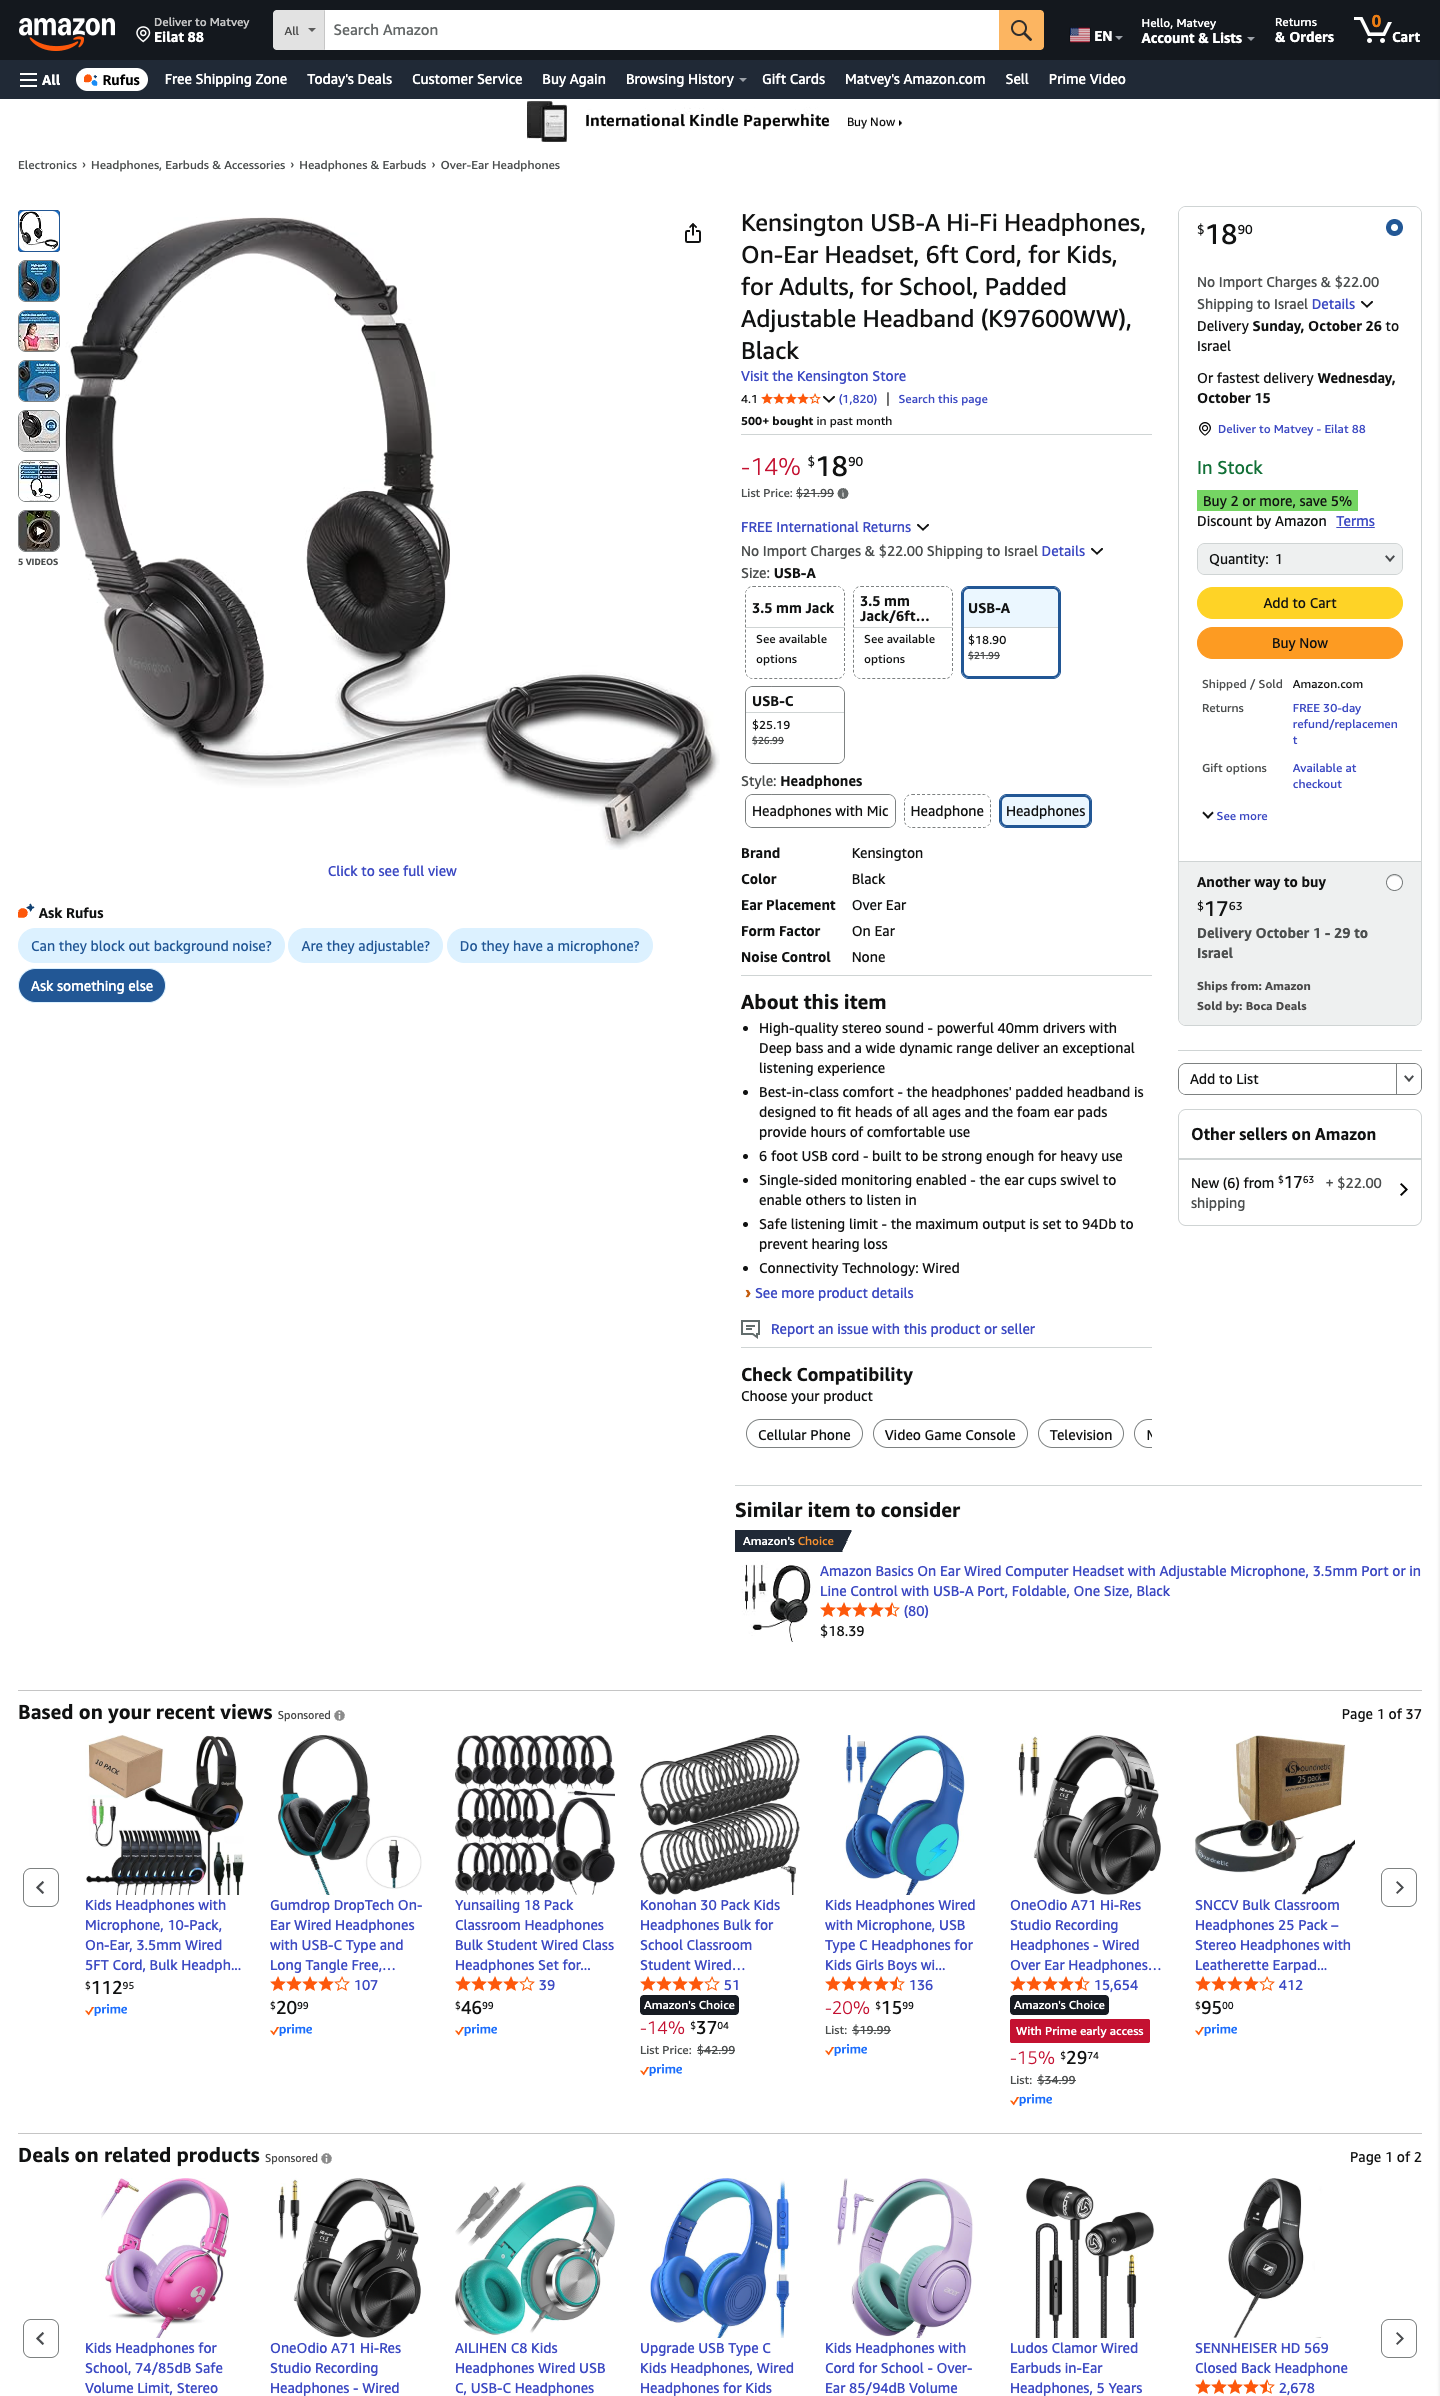 amazon
Deliver to Matvey
Eilat 88
All
Search Amazon
EN
Hello, Matvey
Account & Lists
Returns
& Orders
0
Cart
All
Rufus
Free Shipping Zone
Today's Deals
Customer Service
Buy Again
Browsing History
Gift Cards
Matvey's Amazon.com
Sell
Prime Video
International Kindle Paperwhite
Buy Now
Electronics › Headphones, Earbuds & Accessories › Headphones & Earbuds › Over-Ear Headphones
5 VIDEOS
Kensington
Click to see full view
Ask Rufus
Can they block out background noise?
Are they adjustable?
Do they have a microphone?
Ask something else
Kensington USB-A Hi-Fi Headphones,
On-Ear Headset, 6ft Cord, for Kids,
for Adults, for School, Padded
Adjustable Headband (K97600WW),
Black
Visit the Kensington Store
4.1 (1,820) | Search this page
500+ bought in past month
-14% $18.90
List Price: $21.99
FREE International Returns
No Import Charges & $22.00 Shipping to Israel Details
Size: USB-A
3.5 mm Jack
See available
options
3.5 mm
Jack/6ft...
See available
options
USB-A
$18.90
$21.99
USB-C
$25.19
$26.99
Style: Headphones
Headphones with Mic
Headphone
Headphones
Brand Kensington
Color Black
Ear Placement Over Ear
Form Factor On Ear
Noise Control None
About this item
• High-quality stereo sound - powerful 40mm drivers with
Deep bass and a wide dynamic range deliver an exceptional
listening experience
• Best-in-class comfort - the headphones' padded headband is
designed to fit heads of all ages and the foam ear pads
provide hours of comfortable use
• 6 foot USB cord - built to be strong enough for heavy use
• Single-sided monitoring enabled - the ear cups swivel to
enable others to listen in
• Safe listening limit - the maximum output is set to 94Db to
prevent hearing loss
• Connectivity Technology: Wired
› See more product details
Report an issue with this product or seller
Check Compatibility
Choose your product
Cellular Phone
Video Game Console
Television
$18.90
No Import Charges & $22.00
Shipping to Israel Details
Delivery Sunday, October 26 to
Israel
Or fastest delivery Wednesday,
October 15
Deliver to Matvey - Eilat 88
In Stock
Buy 2 or more, save 5%
Discount by Amazon Terms
Quantity: 1
Add to Cart
Buy Now
Shipped / Sold Amazon.com
Returns FREE 30-day
refund/replacemen
t
Gift options Available at
checkout
See more
Another way to buy
$17.63
Delivery October 1 - 29 to
Israel
Ships from: Amazon
Sold by: Boca Deals
Add to List
Other sellers on Amazon
New (6) from $17.63 + $22.00
shipping
Similar item to consider
Amazon's Choice
Amazon Basics On Ear Wired Computer Headset with Adjustable Microphone, 3.5mm Port or in
Line Control with USB-A Port, Foldable, One Size, Black
(80)
$18.39
Based on your recent views Sponsored
Page 1 of 37
10 PACK
Kids Headphones with
Microphone, 10-Pack,
On-Ear, 3.5mm Wired
5FT Cord, Bulk Headph...
$112.95
prime
Gumdrop DropTech On-
Ear Wired Headphones
with USB-C Type and
Long Tangle Free,...
107
$20.99
prime
Yunsailing 18 Pack
Classroom Headphones
Bulk Student Wired Class
Headphones Set for...
39
$46.99
prime
Konohan 30 Pack Kids
Headphones Bulk for
School Classroom
Student Wired...
51
Amazon's Choice
-14% $37.04
List Price: $42.99
prime
Kids Headphones Wired
with Microphone, USB
Type C Headphones for
Kids Girls Boys wi...
136
-20% $15.99
List: $19.99
prime
OneOdio A71 Hi-Res
Studio Recording
Headphones - Wired
Over Ear Headphones...
15,654
Amazon's Choice
With Prime early access
-15% $29.74
List: $34.99
prime
Soundnetic
25 pack
SNCCV Bulk Classroom
Headphones 25 Pack –
Stereo Headphones with
Leatherette Earpad...
412
$95.00
prime
Deals on related products Sponsored
Page 1 of 2
Kids Headphones for
School, 74/85dB Safe
Volume Limit, Stereo
OneOdio A71 Hi-Res
Studio Recording
Headphones - Wired
AILIHEN C8 Kids
Headphones Wired USB
C, USB-C Headphones
Upgrade USB Type C
Kids Headphones, Wired
Headphones for Kids
Kids Headphones with
Cord for School - Over-
Ear 85/94dB Volume
Ludos Clamor Wired
Earbuds in-Ear
Headphones, 5 Years
SENNHEISER HD 569
Closed Back Headphone
2,678